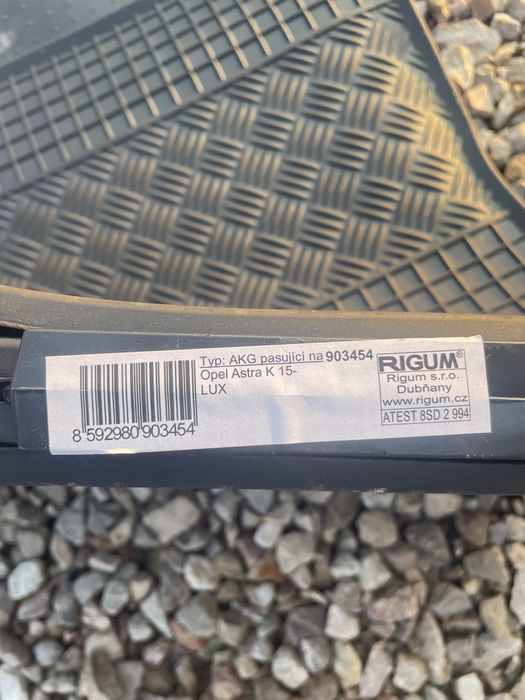 Typ: AKG pasující na 903454
Opel Astra K 15-
LUX
8 592980 903454
RIGUM®
Rigum s.r.o.
Dubňany
www.rigum.cz
ATEST 8SD 2 994